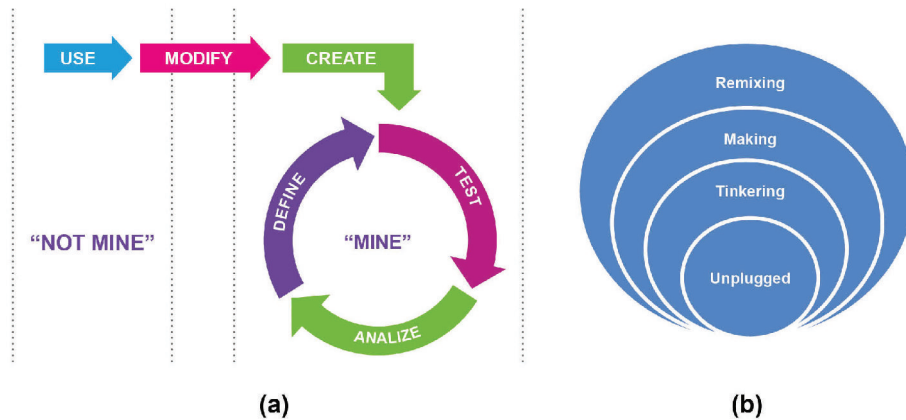 USE
MODIFY
CREATE
DEFINE
TEST
ANALIZE
“NOT MINE”
“MINE”
(a)
Remixing
Making
Tinkering
Unplugged
(b)